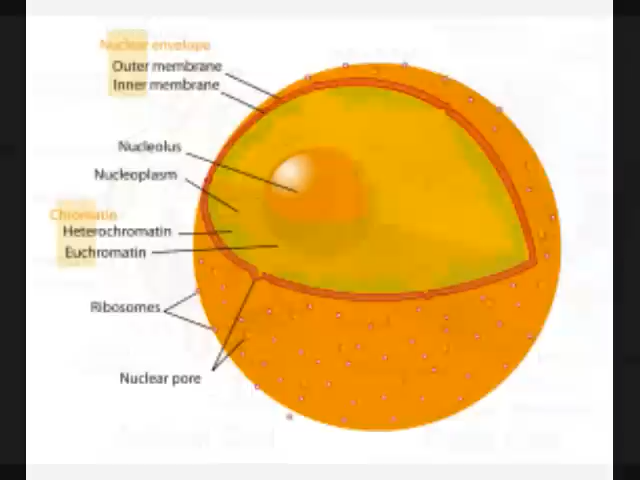 Nuclear envelope
Outer membrane
Inner membrane
Nucleolus
Nucleoplasm
Chromatin
Heterochromatin
Euchromatin
Ribosomes
Nuclear pore